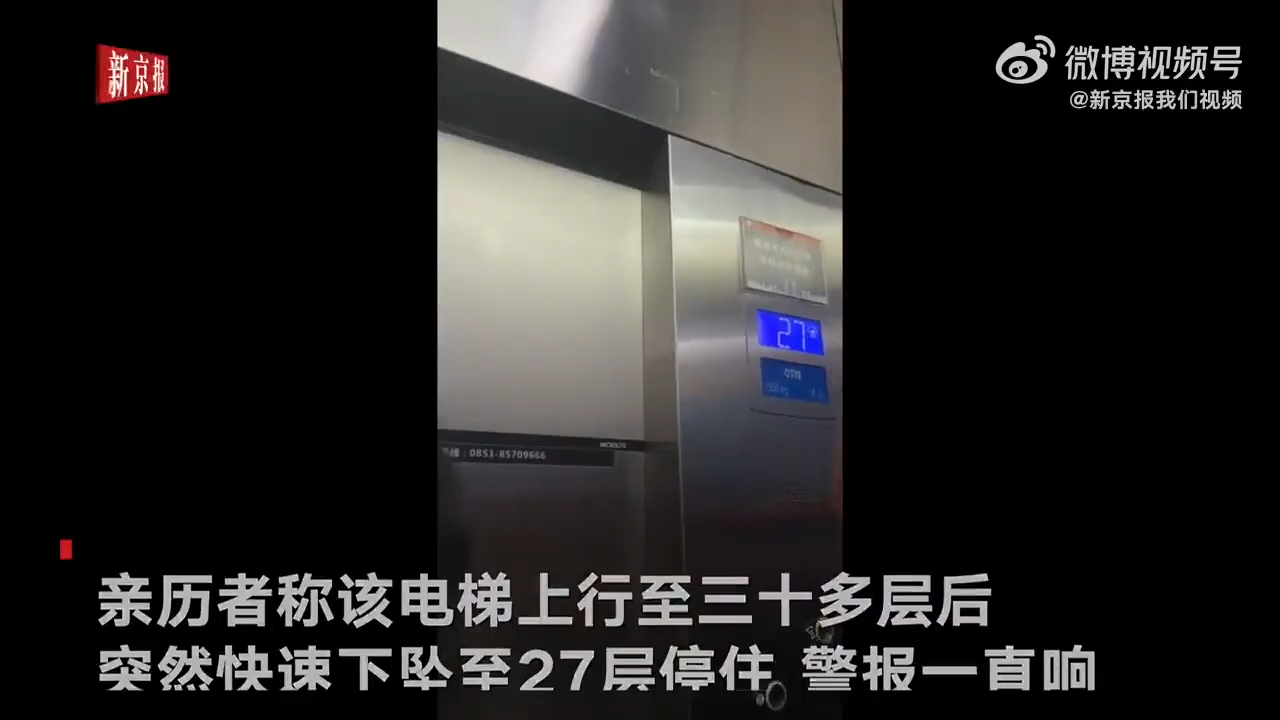 新京报
微博视频号
@新京报我们视频
27
OTIS
MICROLITE
0851-85709666
亲历者称该电梯上行至三十多层后
突然快速下坠至27层停住 警报一直响